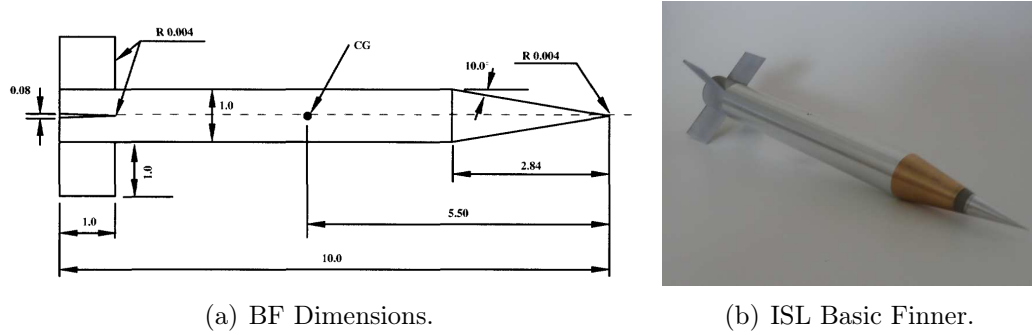 R 0.004
CG
R 0.004
10.0°
0.08
1.0
1.0
2.84
1.0
5.50
10.0
(a) BF Dimensions.
(b) ISL Basic Finner.